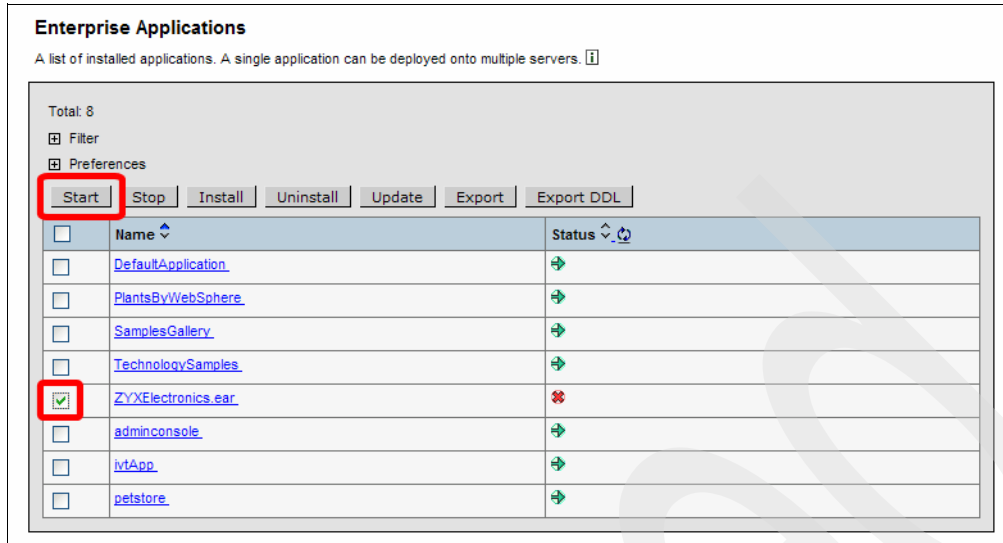 Enterprise Applications
A list of installed applications. A single application can be deployed onto multiple servers. i
Total: 8
Filter
Preferences
Start Stop Install Uninstall Update Export Export DDL
Name Status
DefaultApplication
PlantsByWebSphere
SamplesGallery
TechnologySamples
ZYXElectronics.ear
adminconsole
ivtApp
petstore